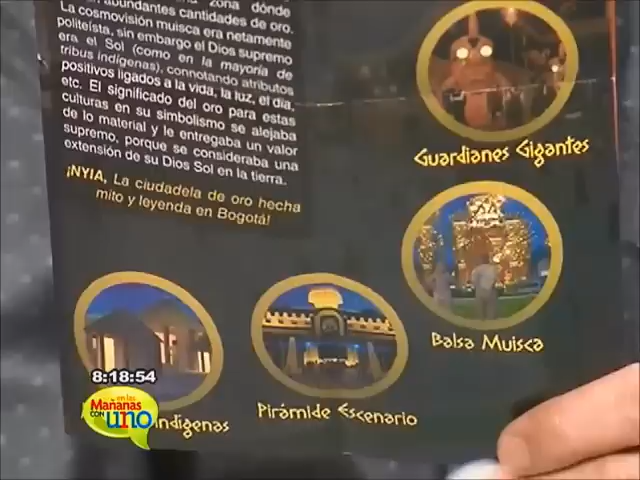 zona dónde
abundantes cantidades de oro.
La cosmovisión muisca era netamente
politeísta, sin embargo el Dios supremo
era el Sol (como en la mayoría de
tribus indígenas), connotando atributos
positivos ligados a la vida, la luz, el día,
etc. El significado del oro para estas
culturas en su simbolismo se alejaba
de lo material y le entregaba un valor
supremo, porque se consideraba una
extensión de su Dios Sol en la tierra.
¡NYIA, La ciudadela de oro hecha
mito y leyenda en Bogotá!
Guardianes Gigantes
Balsa Muisca
Pirámide Escenario
Indígenas
8:18:54
en las
Mañanas
CON
uno